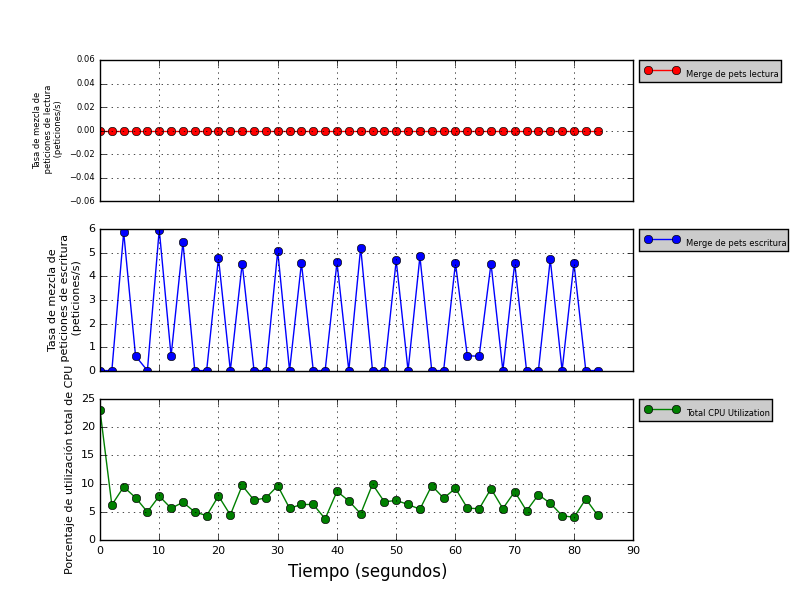 Tasa de mezcla de
peticiones de lectura
(peticiones/s)
0.06
0.04
0.02
0.00
−0.02
−0.04
−0.06
Merge de pets lectura
Tasa de mezcla de
peticiones de escritura
(peticiones/s)
6
5
4
3
2
1
0
Merge de pets escritura
Porcentaje de utilización total de CPU
25
20
15
10
5
0
Total CPU Utilization
0 10 20 30 40 50 60 70 80 90
Tiempo (segundos)